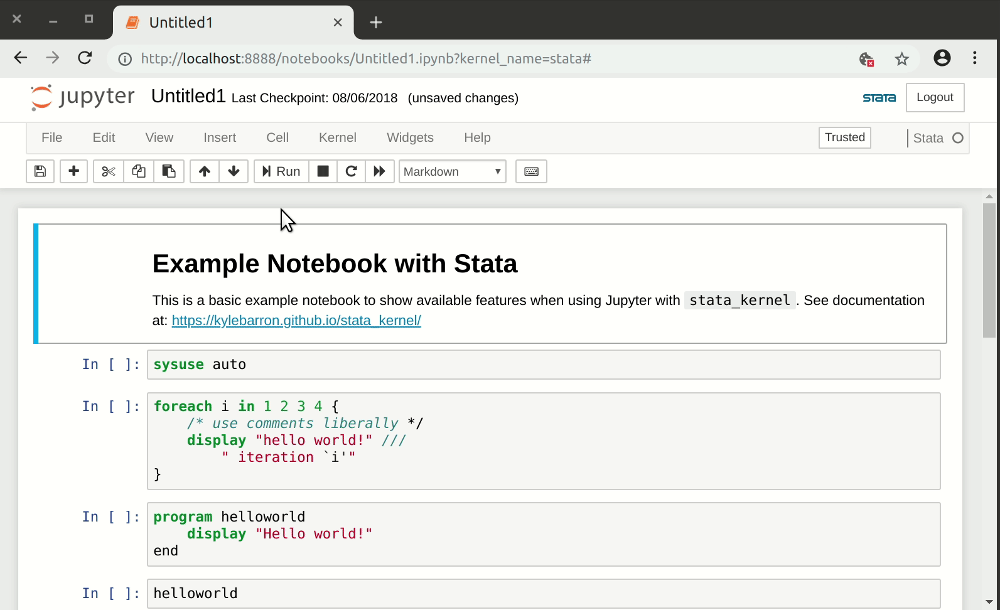 Untitled1
http://localhost:8888/notebooks/Untitled1.ipynb?kernel_name=stata#
jupyter Untitled1 Last Checkpoint: 08/06/2018 (unsaved changes) stata Logout
File Edit View Insert Cell Kernel Widgets Help Trusted Stata
Run Markdown
Example Notebook with Stata
This is a basic example notebook to show available features when using Jupyter with stata_kernel. See documentation
at: https://kylebarron.github.io/stata_kernel/
In [ ]: sysuse auto
In [ ]: foreach i in 1 2 3 4 {
    /* use comments liberally */
    display "hello world!" ///
        " iteration `i'"
}
In [ ]: program helloworld
    display "Hello world!"
end
In [ ]: helloworld